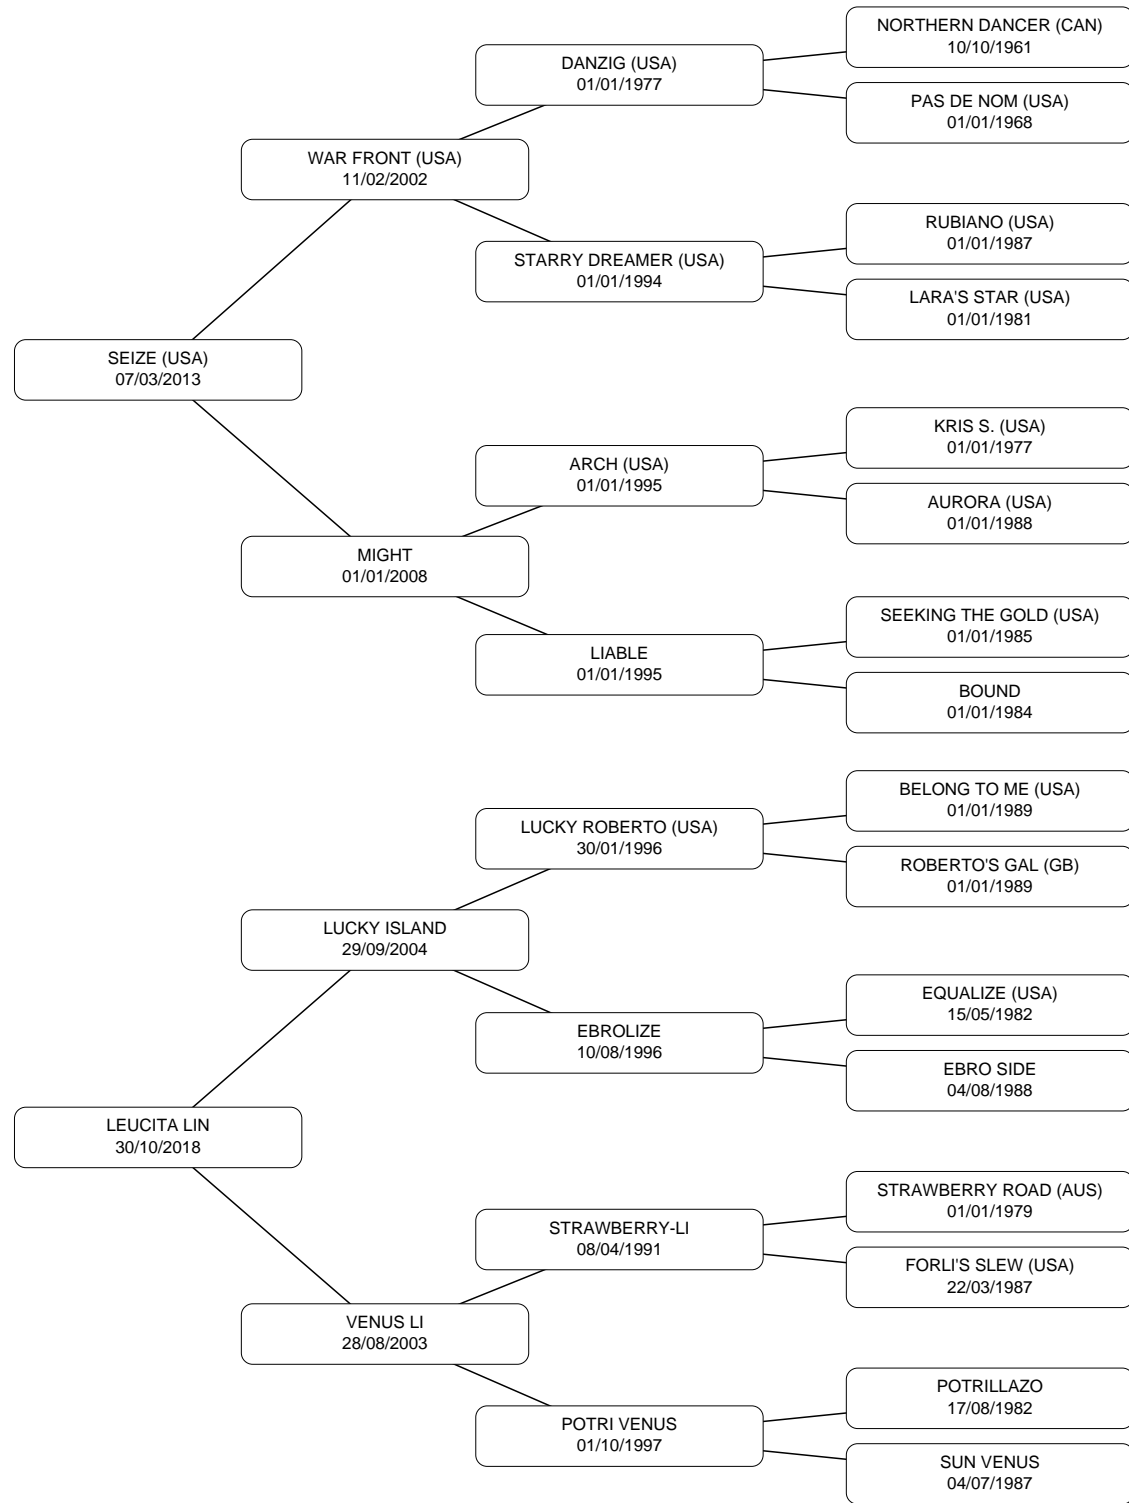 NORTHERN DANCER (CAN)
10/10/1961
DANZIG (USA)
01/01/1977
PAS DE NOM (USA)
01/01/1968
WAR FRONT (USA)
11/02/2002
RUBIANO (USA)
01/01/1987
STARRY DREAMER (USA)
01/01/1994
LARA'S STAR (USA)
01/01/1981
SEIZE (USA)
07/03/2013
KRIS S. (USA)
01/01/1977
ARCH (USA)
01/01/1995
AURORA (USA)
01/01/1988
MIGHT
01/01/2008
SEEKING THE GOLD (USA)
01/01/1985
LIABLE
01/01/1995
BOUND
01/01/1984
BELONG TO ME (USA)
01/01/1989
LUCKY ROBERTO (USA)
30/01/1996
ROBERTO'S GAL (GB)
01/01/1989
LUCKY ISLAND
29/09/2004
EQUALIZE (USA)
15/05/1982
EBROLIZE
10/08/1996
EBRO SIDE
04/08/1988
LEUCITA LIN
30/10/2018
STRAWBERRY ROAD (AUS)
01/01/1979
STRAWBERRY-LI
08/04/1991
FORLI'S SLEW (USA)
22/03/1987
VENUS LI
28/08/2003
POTRILLAZO
17/08/1982
POTRI VENUS
01/10/1997
SUN VENUS
04/07/1987